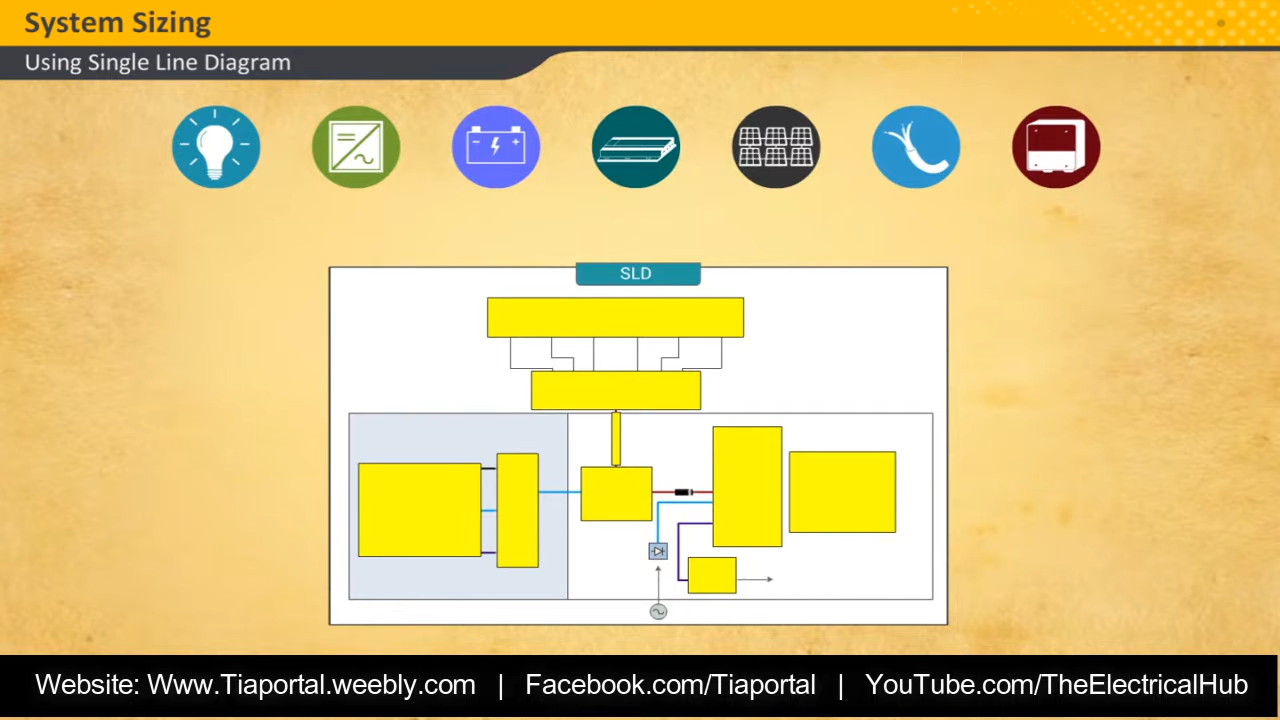 System Sizing
Using Single Line Diagram
SLD
Website: Www.Tiaportal.weebly.com | Facebook.com/Tiaportal | YouTube.com/TheElectricalHub